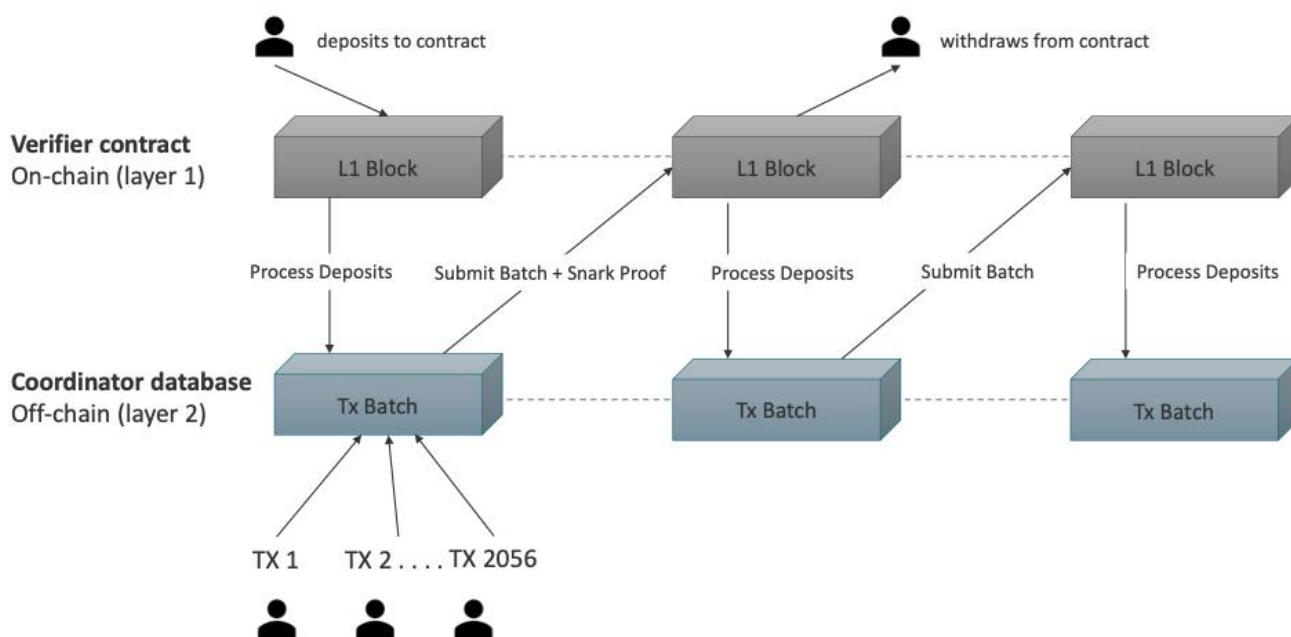 deposits to contract
withdraws from contract
Verifier contract
On-chain (layer 1)
L1 Block
L1 Block
L1 Block
Process Deposits
Submit Batch + Snark Proof
Process Deposits
Submit Batch
Process Deposits
Coordinator database
Off-chain (layer 2)
Tx Batch
Tx Batch
Tx Batch
TX 1
TX 2 . . . .
TX 2056